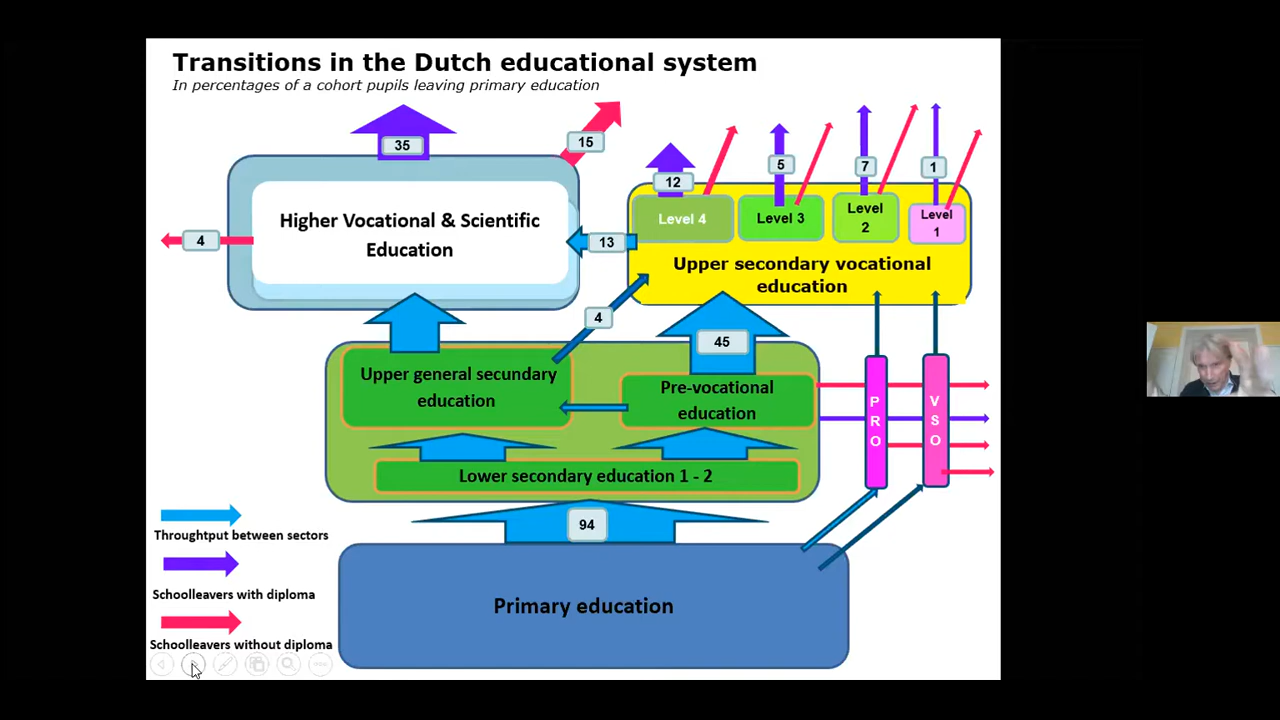 Transitions in the Dutch educational system
In percentages of a cohort pupils leaving primary education
35
15
12
5
7
1
Level 4
Level 3
Level
2
Level
1
Higher Vocational & Scientific
Education
4
13
Upper secondary vocational
education
4
45
Upper general secondary
education
Pre-vocational
education
P
R
O
V
S
O
Lower secondary education 1 - 2
94
Throughtput between sectors
Schoolleavers with diploma
Schoolleavers without diploma
Primary education